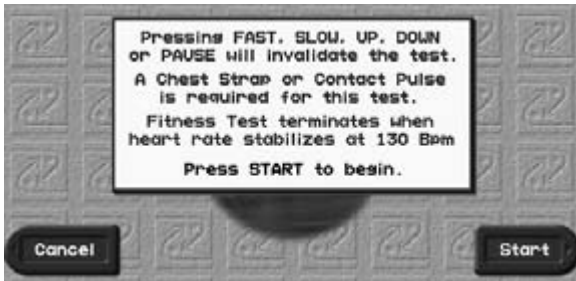 Pressing FAST, SLOW, UP, DOWN
or PAUSE will invalidate the test.
A Chest Strap or Contact Pulse
is required for this test.
Fitness Test terminates when
heart rate stabilizes at 130 Bpm
Press START to begin.
Cancel
Start